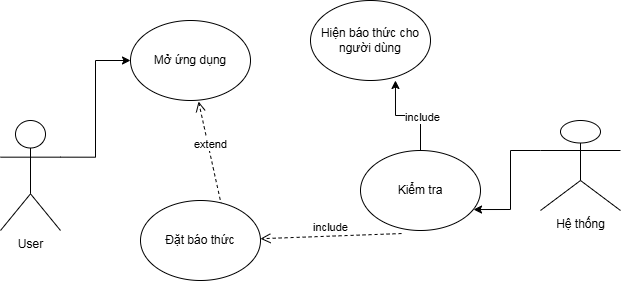 Hiện báo thức cho
người dùng
Mở ứng dụng
include
extend
Kiểm tra
Hệ thống
User
Đặt báo thức
include